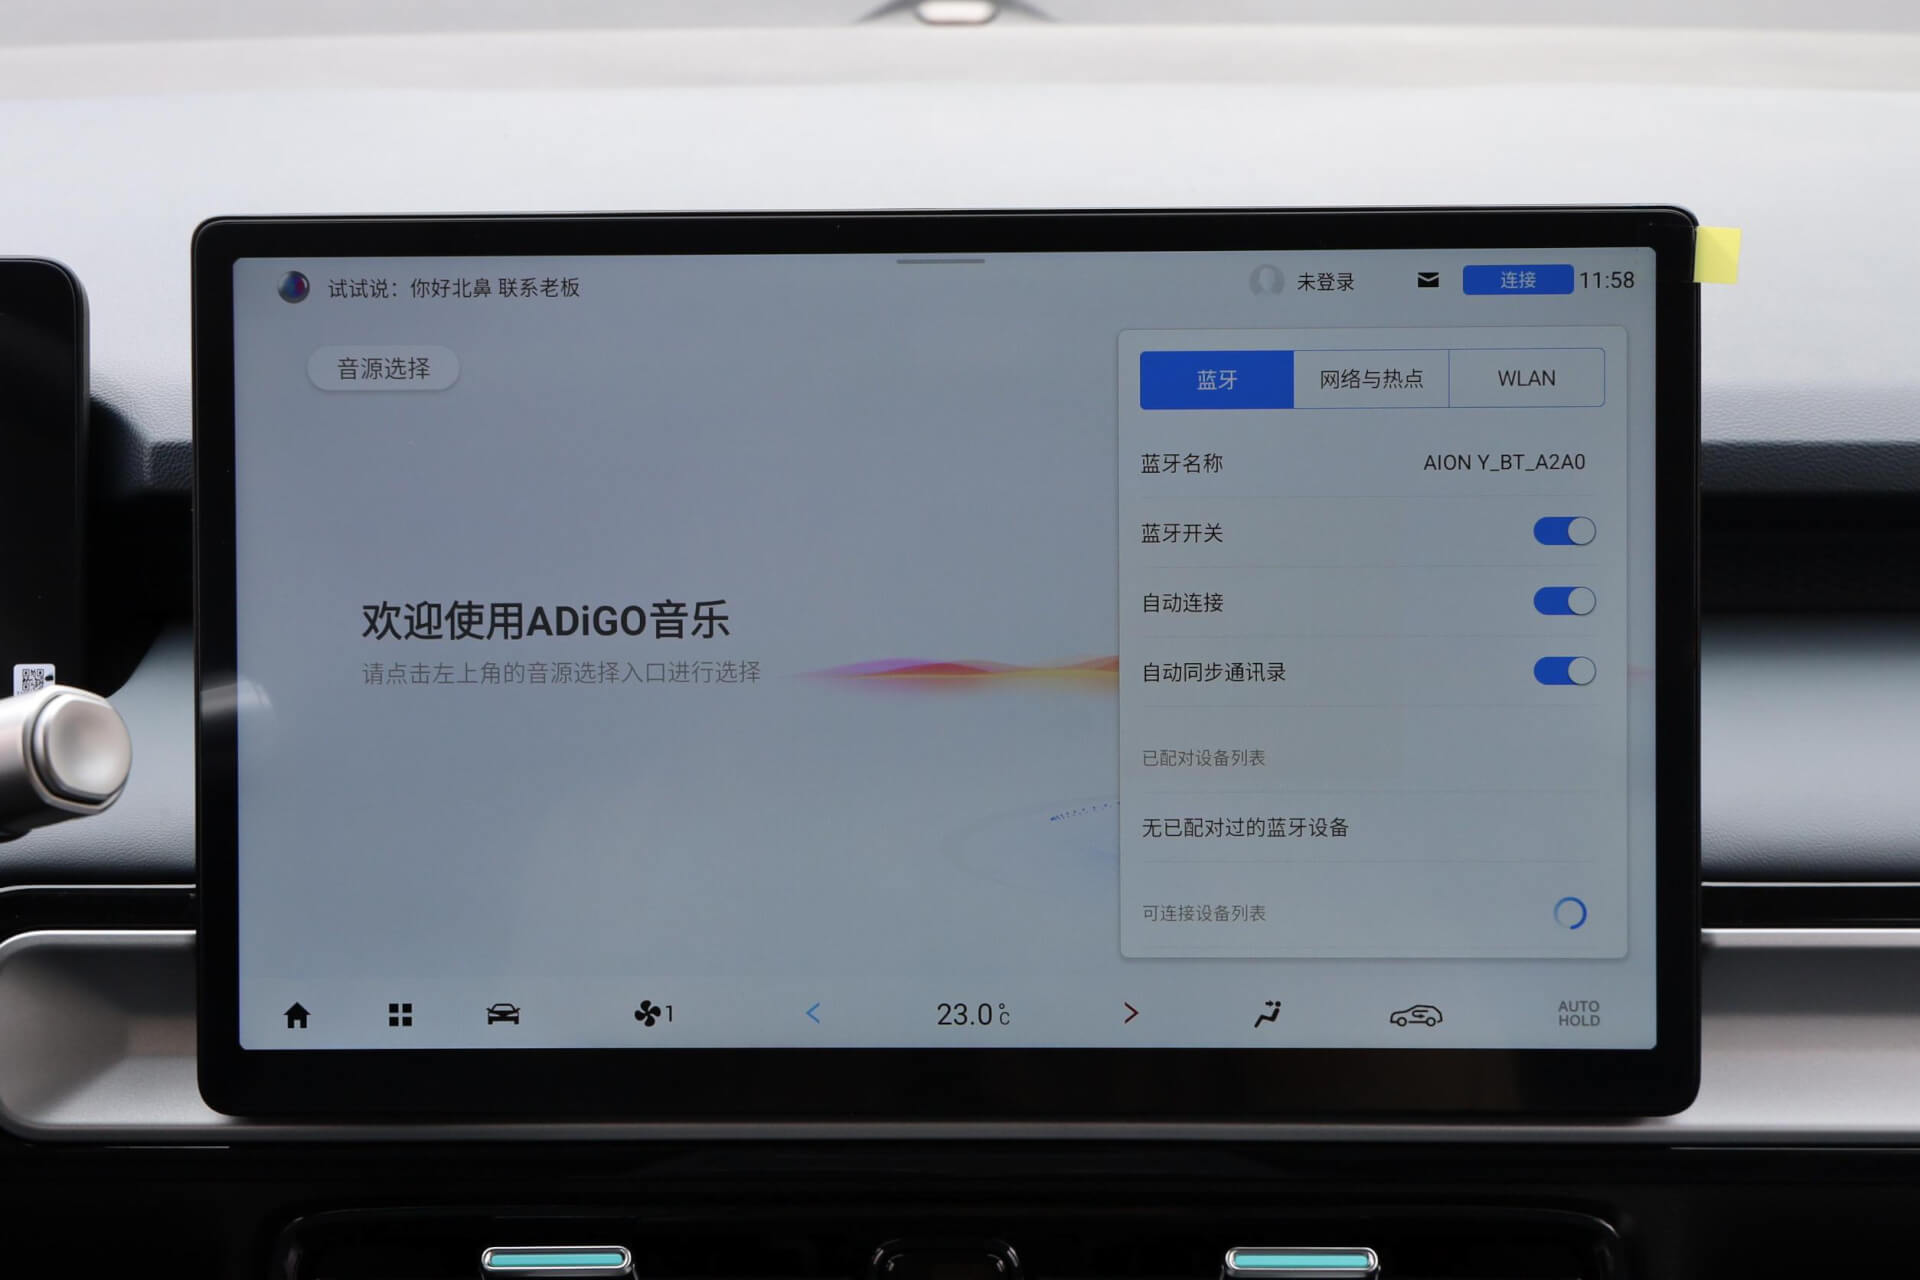 试试说：你好北鼻 联系老板
未登录
连接
11:58
音源选择
蓝牙
网络与热点
WLAN
蓝牙名称
AION Y_BT_A2A0
蓝牙开关
自动连接
欢迎使用ADiGO音乐
请点击左上角的音源选择入口进行选择
自动同步通讯录
已配对设备列表
无已配对过的蓝牙设备
可连接设备列表
1
23.0℃
AUTO
HOLD